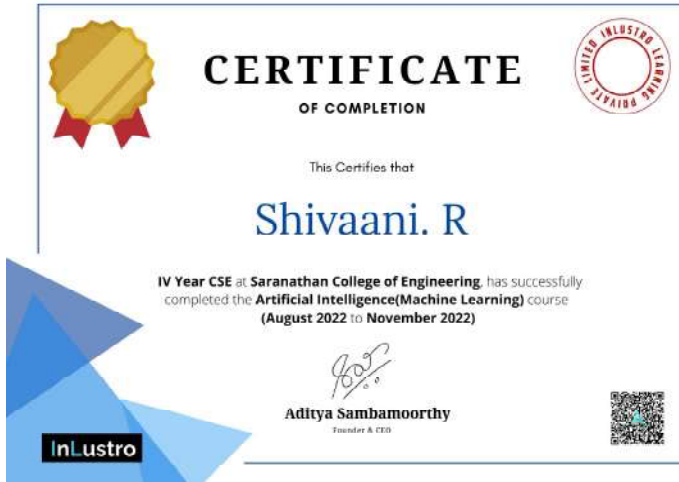 CERTIFICATE
OF COMPLETION
INLUSTRO LEARNING PRIVATE LIMITED
This Certifies that
Shivaani. R
IV Year CSE at Saranathan College of Engineering, has successfully
completed the Artificial Intelligence(Machine Learning) course
(August 2022 to November 2022)
Aditya Sambamoorthy
Founder & CEO
InLustro